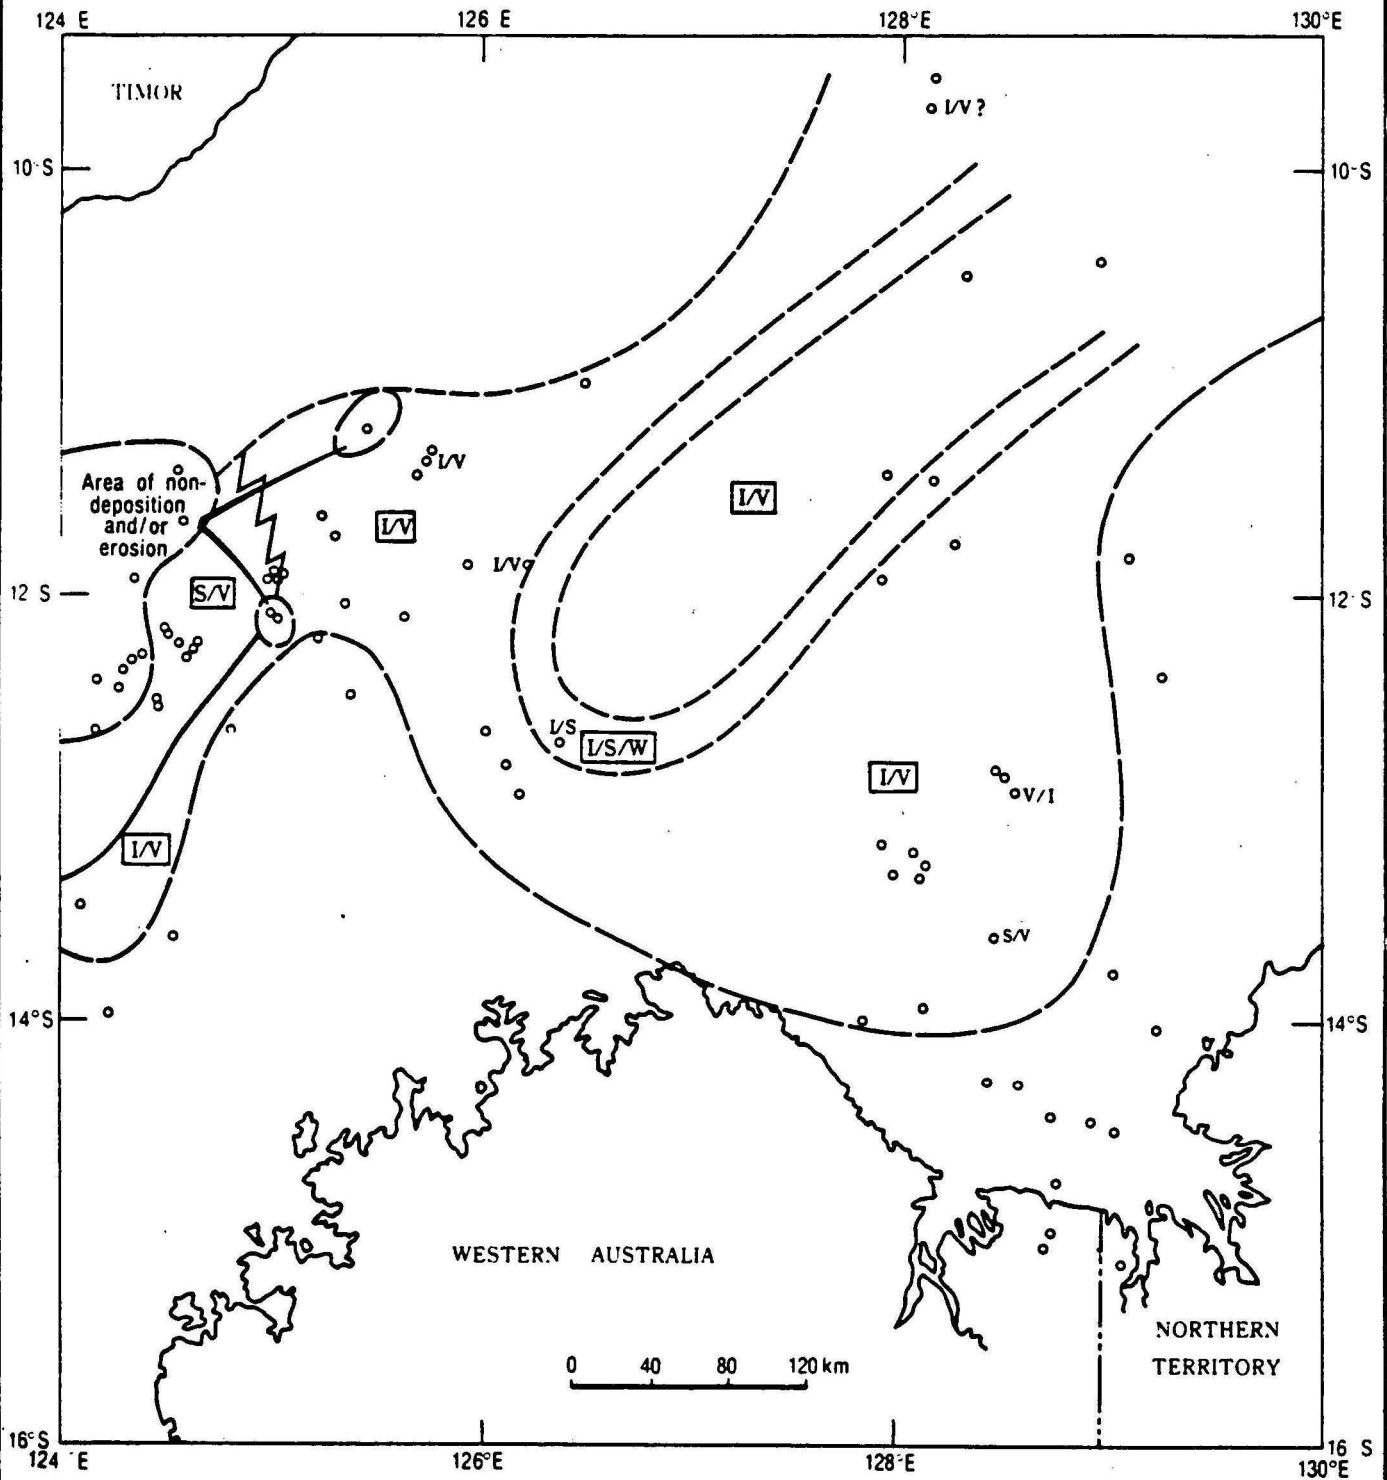 124 E 126 E 128°E 130°E
TIMOR
I/V ?
10°S 10°S
I/V
Area of non-
deposition
and/or
erosion
I/V
I/V
I/V
12 S 12°S
S/V
I/S
I/S/W
I/V
V/I
I/V
S/V
14°S 14°S
WESTERN AUSTRALIA
NORTHERN
TERRITORY
0 40 80 120 km
16°S 16 S
124°E 126°E 128°E 130°E